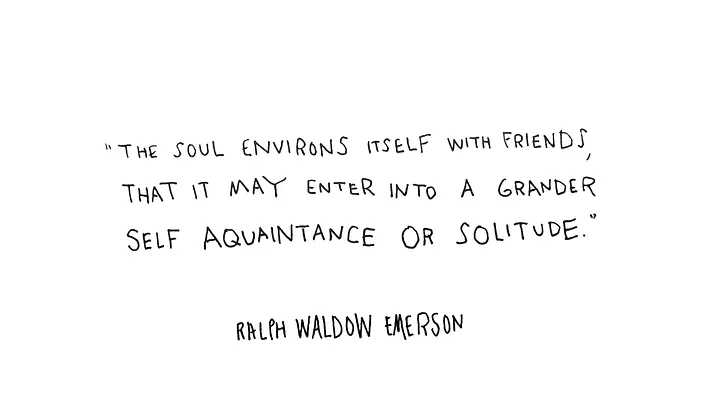 "THE SOUL ENVIRONS ITSELF WITH FRIENDS,
THAT IT MAY ENTER INTO A GRANDER
SELF AQUAINTANCE OR SOLITUDE."
RALPH WALDOW EMERSON